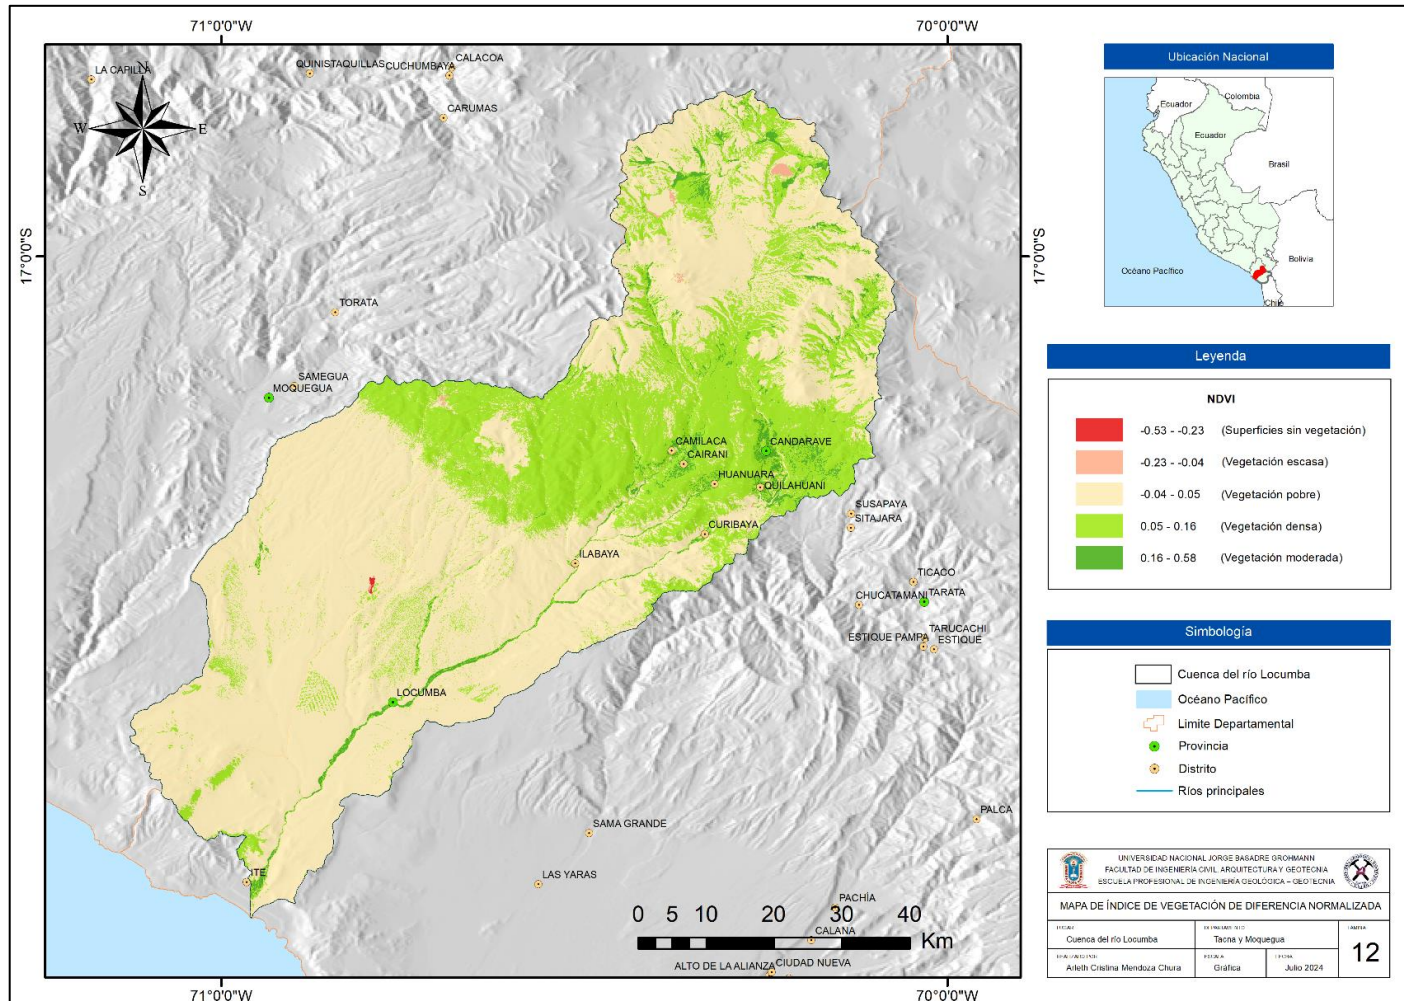 71°0'0"W
70°0'0"W
17°0'0"S
17°0'0"S
LA CAPILLA
QUINISTAQUILLAS
CUCHUMBAYA
CALACOA
CARUMAS
N
W
E
S
TORATA
SAMEGUA
MOQUEGUA
CAMILACA
CAIRANI
CANDARAVE
HUANUARA
QUILAHUANI
SUSAPAYA
SITAJARA
CURIBAYA
ILABAYA
TICACO
CHUCATAMANI
TARATA
ESTIQUE PAMPA
TARUCACHI
ESTIQUE
LOCUMBA
PALCA
SAMA GRANDE
ITE
LAS YARAS
PACHÍA
CALANA
ALTO DE LA ALIANZA
CIUDAD NUEVA
0 5 10 20 30 40
Km
71°0'0"W
70°0'0"W
Ubicación Nacional
Ecuador
Colombia
Ecuador
Brasil
Bolivia
Océano Pacífico
Chile
Leyenda
NDVI
-0.53 - -0.23 (Superficies sin vegetación)
-0.23 - -0.04 (Vegetación escasa)
-0.04 - 0.05 (Vegetación pobre)
0.05 - 0.16 (Vegetación densa)
0.16 - 0.58 (Vegetación moderada)
Simbología
Cuenca del río Locumba
Océano Pacífico
Limite Departamental
Provincia
Distrito
Ríos principales
UNIVERSIDAD NACIONAL JORGE BASADRE GROHMANN
FACULTAD DE INGENIERÍA CIVIL, ARQUITECTURA Y GEOTECNIA
ESCUELA PROFESIONAL DE INGENIERÍA GEOLÓGICA – GEOTECNIA
MAPA DE ÍNDICE DE VEGETACIÓN DE DIFERENCIA NORMALIZADA
Cuenca del río Locumba
Tacna y Moquegua
12
Arleth Cristina Mendoza Chura
Gráfica
Julio 2024